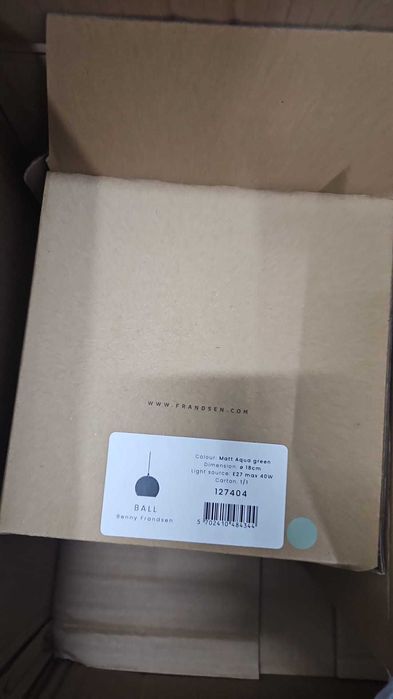 WWW.FRANDSEN.COM
Colour: Matt Aqua green
Dimension: ø 18cm
Light source: E27 max 40W
Carton: 1/1
127404
BALL
Benny Frandsen
5 702410 484344